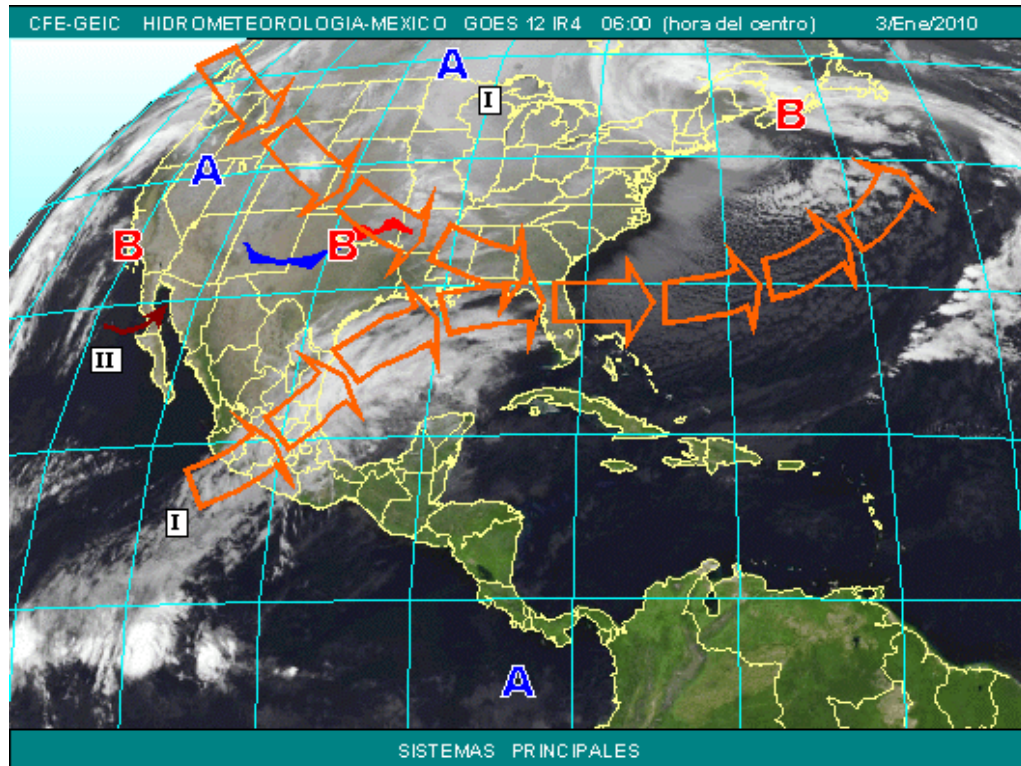 CFE-GEIC HIDROMETEOROLOGIA-MEXICO GOES 12 IR4 06:00 (hora del centro) 3/Ene/2010
A
I
B
A
B
B
II
I
A
SISTEMAS PRINCIPALES